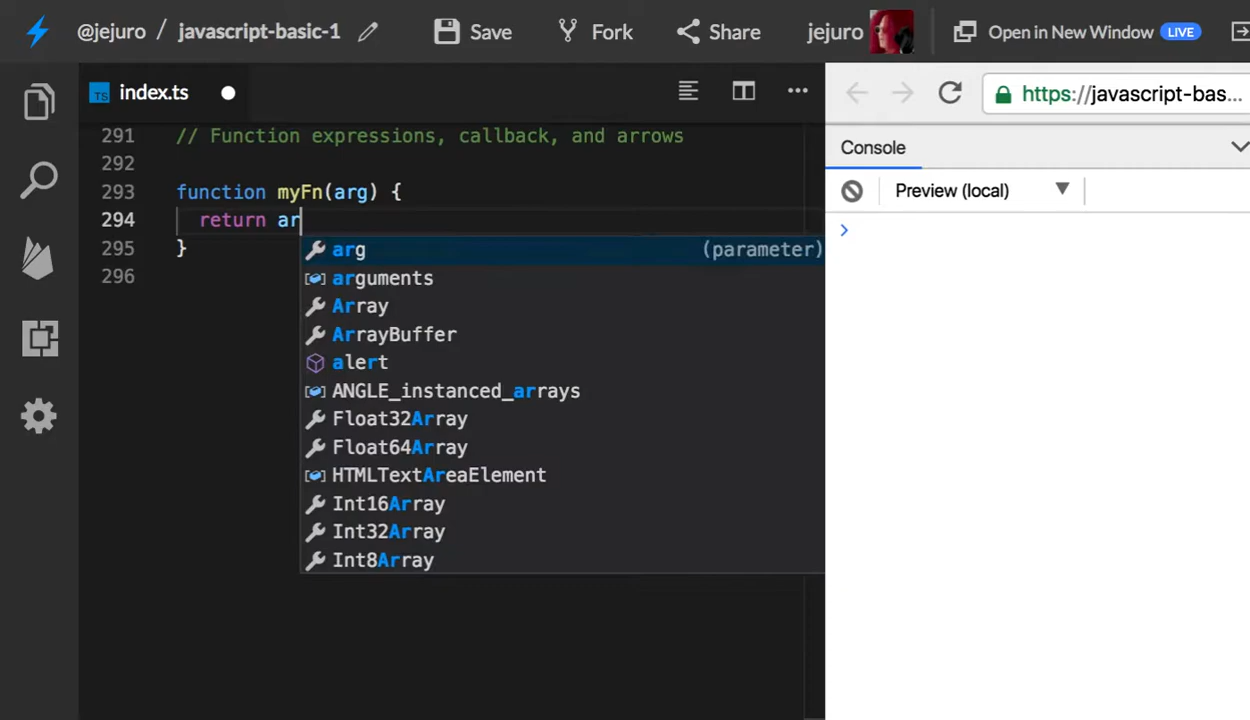 @jejuro / javascript-basic-1 Save Fork Share jejuro Open in New Window LIVE
TS index.ts
https://javascript-bas...
291 // Function expressions, callback, and arrows
Console
292
Preview (local)
293 function myFn(arg) {
294 return ar
295 }
296
arg (parameter)
arguments
Array
ArrayBuffer
alert
ANGLE_instanced_arrays
Float32Array
Float64Array
HTMLTextAreaElement
Int16Array
Int32Array
Int8Array